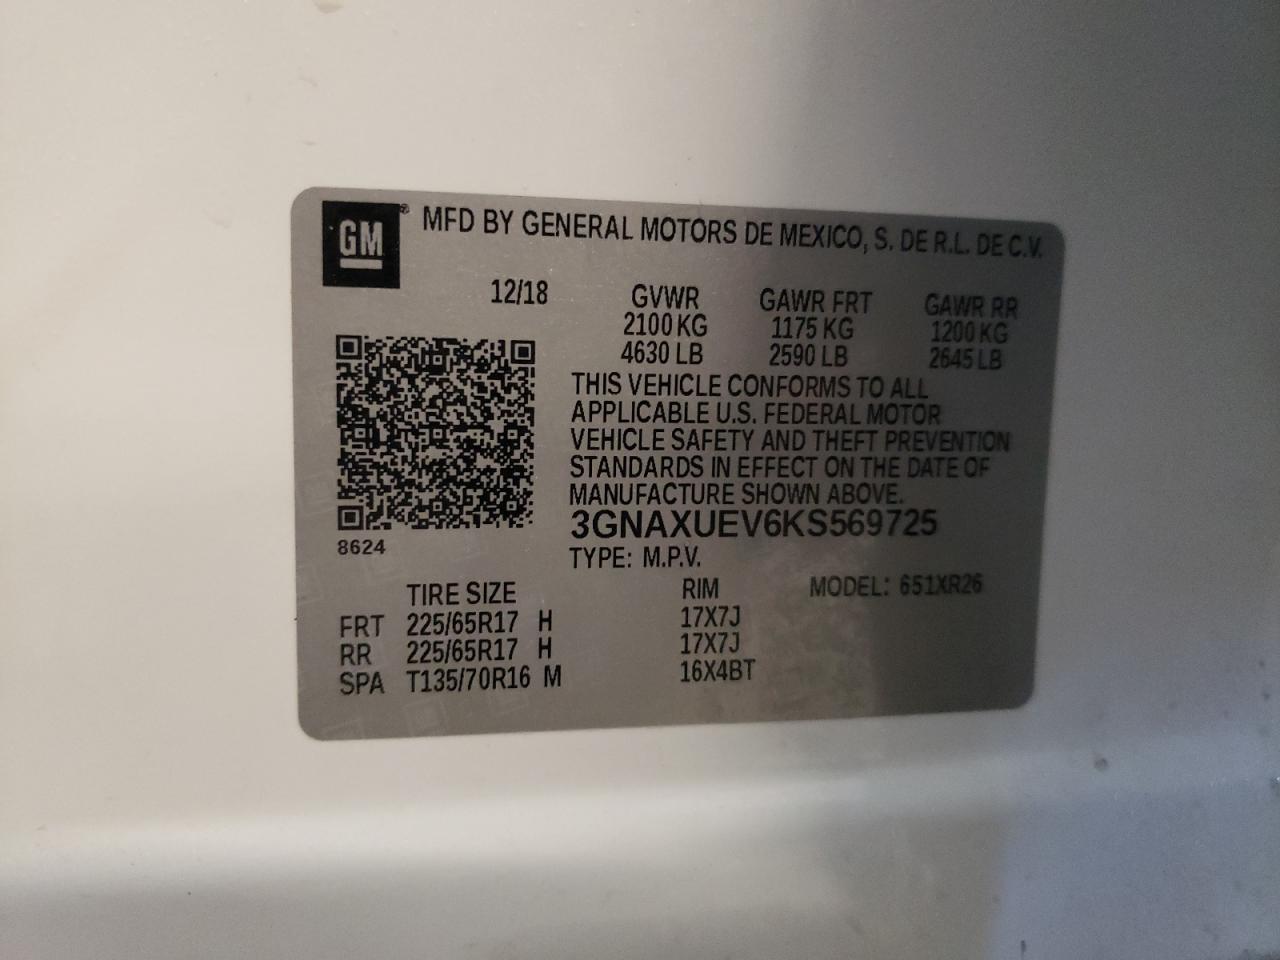 GM ® MFD BY GENERAL MOTORS DE MEXICO, S. DE R.L. DE C.V.
12/18 GVWR GAWR FRT GAWR RR
2100 KG 1175 KG 1200 KG
4630 LB 2590 LB 2645 LB
THIS VEHICLE CONFORMS TO ALL
APPLICABLE U.S. FEDERAL MOTOR
VEHICLE SAFETY AND THEFT PREVENTION
STANDARDS IN EFFECT ON THE DATE OF
MANUFACTURE SHOWN ABOVE.
3GNAXUEV6KS569725
8624
TYPE: M.P.V.
TIRE SIZE RIM MODEL: 651XR26
FRT 225/65R17 H 17X7J
RR 225/65R17 H 17X7J
SPA T135/70R16 M 16X4BT